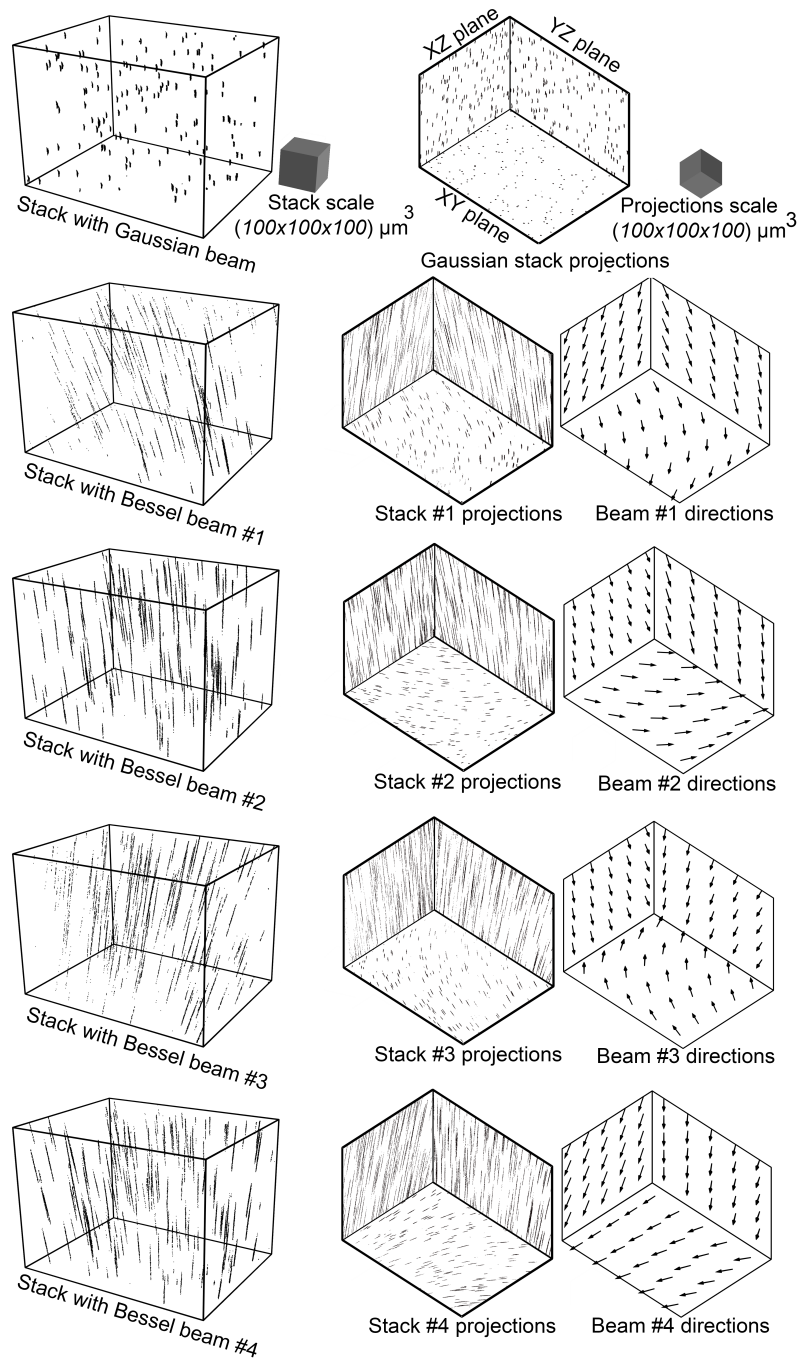 XZ plane
YZ plane
XY plane
Stack with Gaussian beam
Stack scale
(100x100x100) µm3
Projections scale
(100x100x100) µm3
Gaussian stack projections
Stack with Bessel beam #1
Stack #1 projections
Beam #1 directions
Stack with Bessel beam #2
Stack #2 projections
Beam #2 directions
Stack with Bessel beam #3
Stack #3 projections
Beam #3 directions
Stack with Bessel beam #4
Stack #4 projections
Beam #4 directions